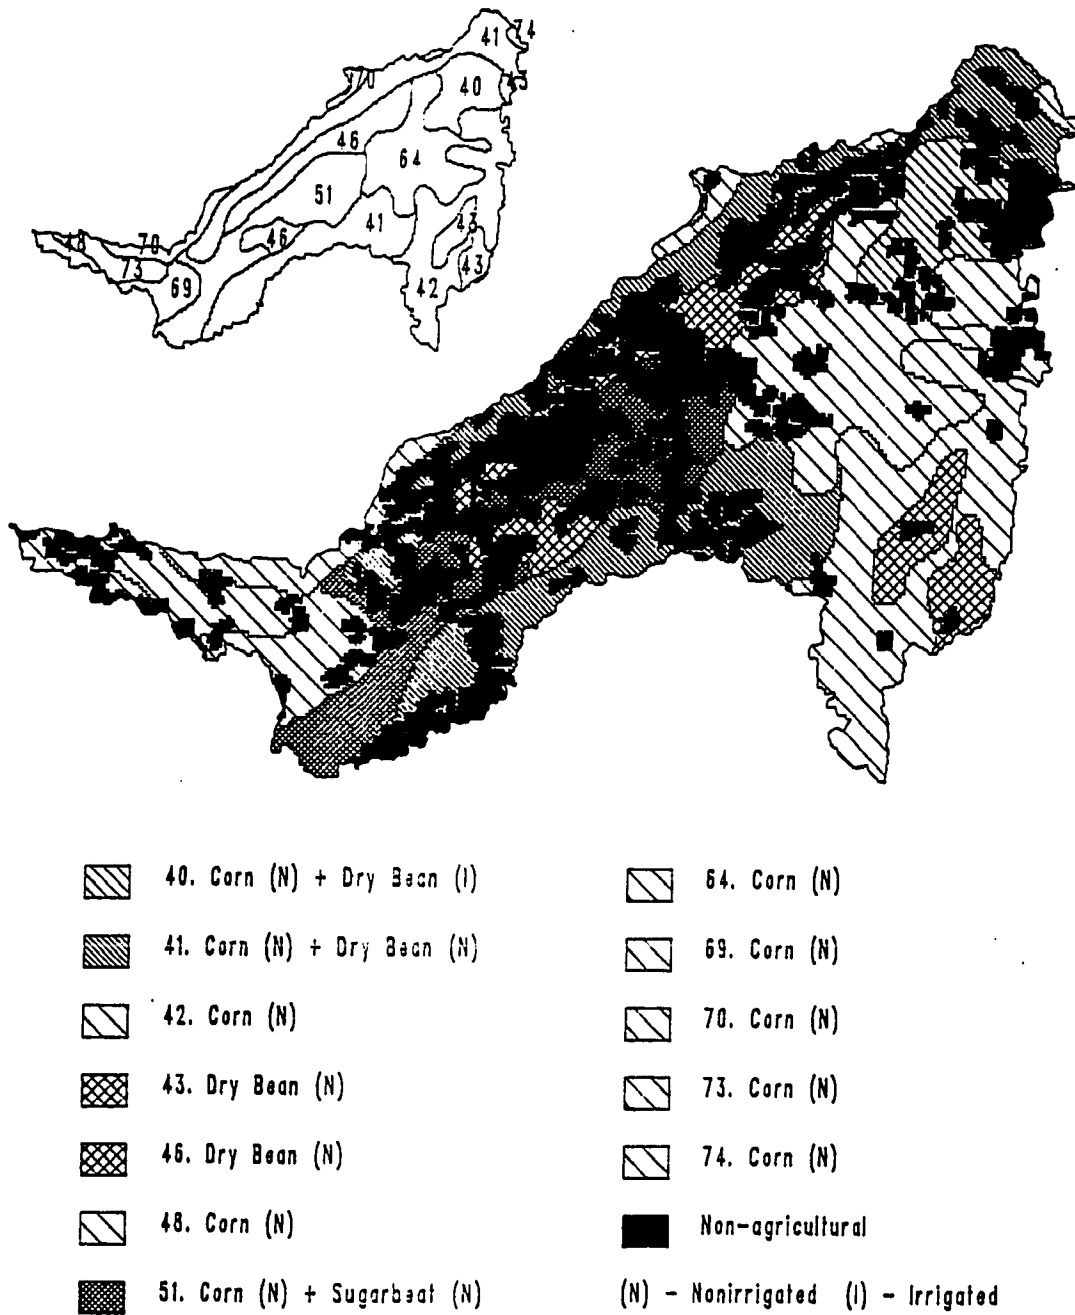 41 74
70
40 43
46
64
51
41 43
46
48 70
73
69
42 43
40. Corn (N) + Dry Bean (I)
41. Corn (N) + Dry Bean (N)
42. Corn (N)
43. Dry Bean (N)
46. Dry Bean (N)
48. Corn (N)
51. Corn (N) + Sugarbeat (N)
64. Corn (N)
69. Corn (N)
70. Corn (N)
73. Corn (N)
74. Corn (N)
Non-agricultural
(N) - Nonirrigated (I) - Irrigated